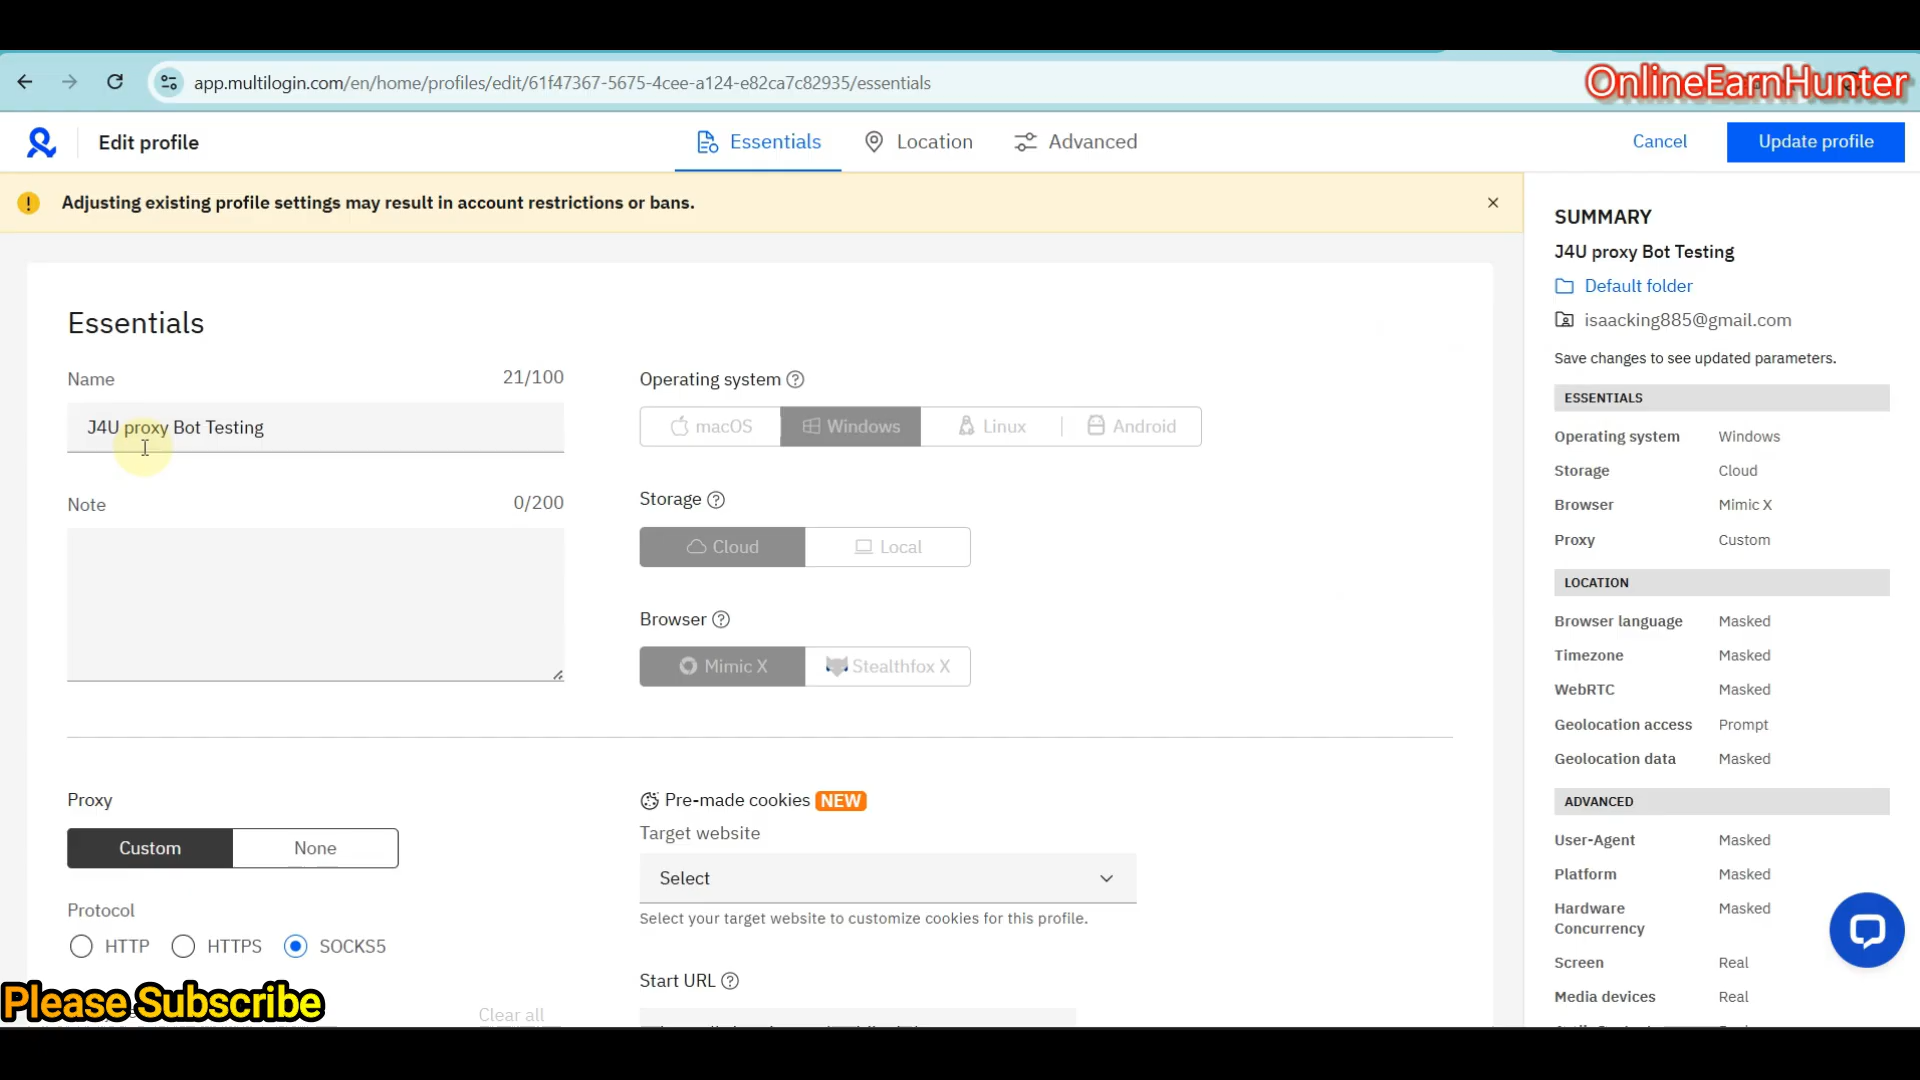 app.multilogin.com/en/home/profiles/edit/61f47367-5675-4cee-a124-e82ca7c82935/essentials
OnlineEarnHunter
Edit profile
Essentials
Location
Advanced
Cancel
Update profile
Adjusting existing profile settings may result in account restrictions or bans.
Essentials
Name
21/100
J4U proxy Bot Testing
Note
0/200
Operating system
macOS
Windows
Linux
Android
Storage
Cloud
Local
Browser
Mimic X
Stealthfox X
Proxy
Custom
None
Protocol
HTTP
HTTPS
SOCKS5
Clear all
Pre-made cookies NEW
Target website
Select
Select your target website to customize cookies for this profile.
Start URL
SUMMARY
J4U proxy Bot Testing
Default folder
isaacking885@gmail.com
Save changes to see updated parameters.
ESSENTIALS
Operating system Windows
Storage Cloud
Browser Mimic X
Proxy Custom
LOCATION
Browser language Masked
Timezone Masked
WebRTC Masked
Geolocation access Prompt
Geolocation data Masked
ADVANCED
User-Agent Masked
Platform Masked
Hardware Masked
Concurrency
Screen Real
Media devices Real
Please Subscribe